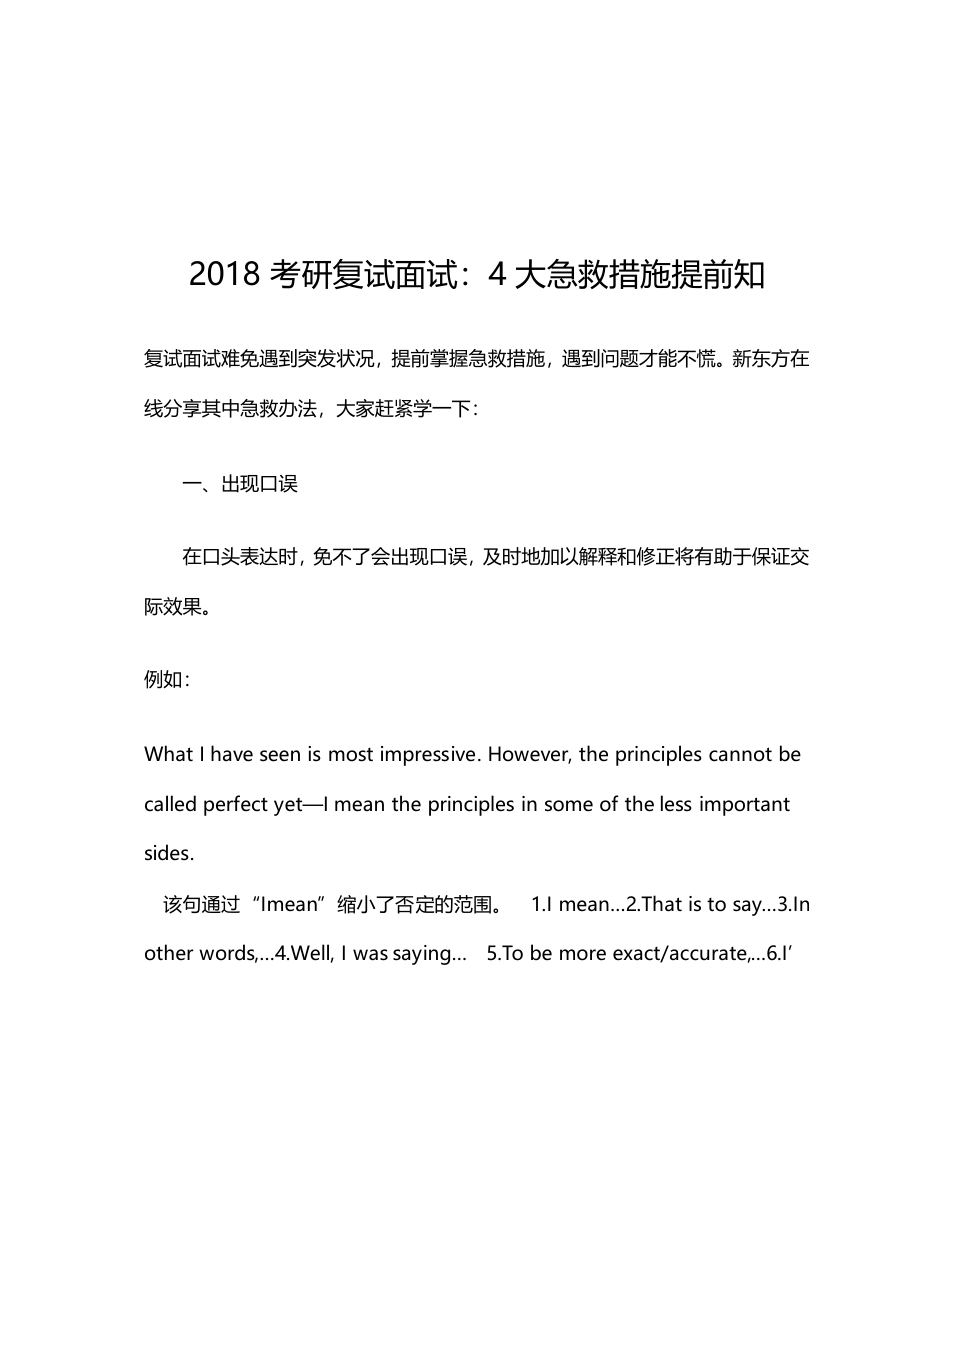 2018 考研复试面试：4 大急救措施提前知
复试面试难免遇到突发状况，提前掌握急救措施，遇到问题才能不慌。新东方在
线分享其中急救办法，大家赶紧学一下：
一、出现口误
在口头表达时，免不了会出现口误，及时地加以解释和修正将有助于保证交
际效果。
例如：
What I have seen is most impressive. However, the principles cannot be
called perfect yet—I mean the principles in some of the less important
sides.
该句通过“Imean”缩小了否定的范围。 1.I mean…2.That is to say…3.In
other words,…4.Well, I was saying… 5.To be more exact/accurate,…6.I’